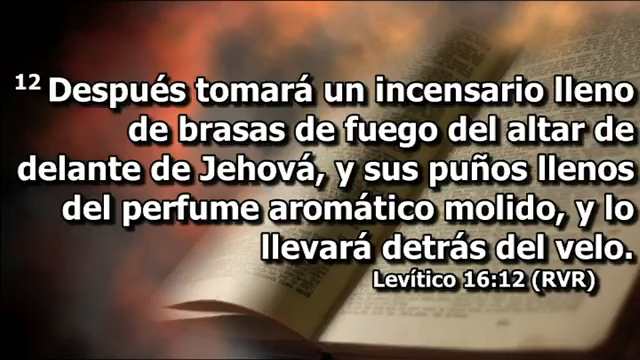 12 Después tomará un incensario lleno
de brasas de fuego del altar de
delante de Jehová, y sus puños llenos
del perfume aromático molido, y lo
llevará detrás del velo.
Levítico 16:12 (RVR)